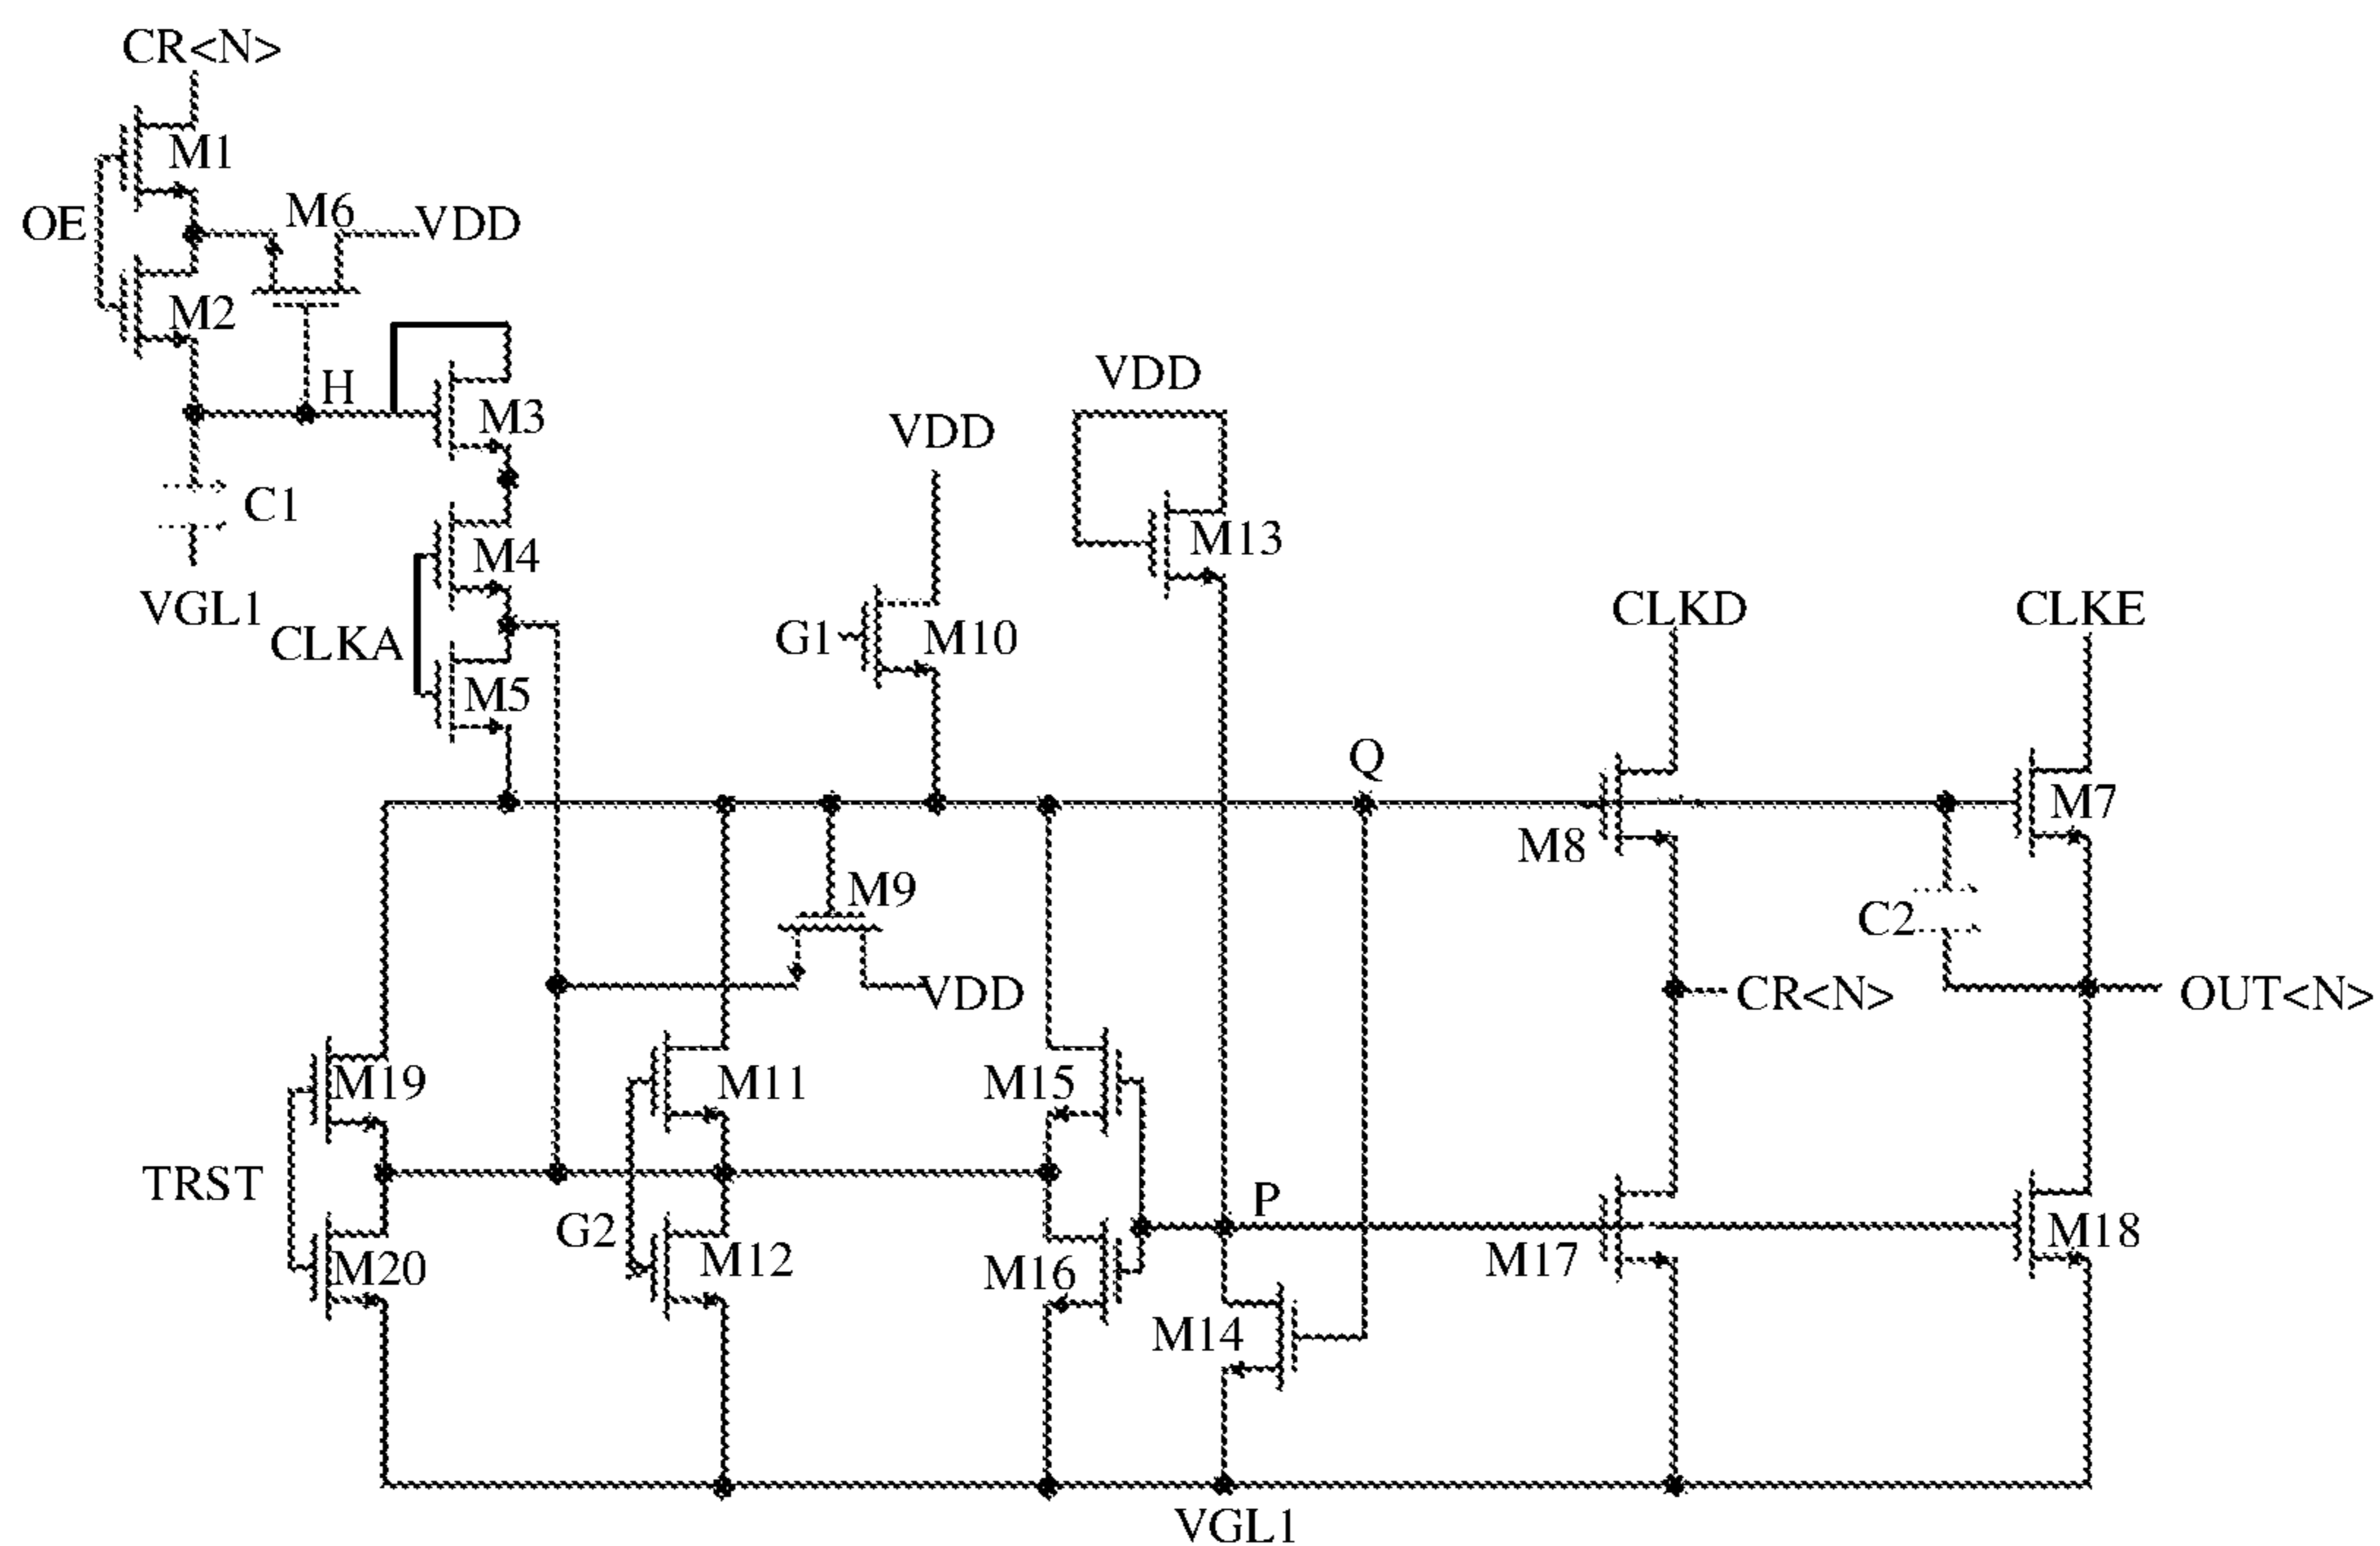 CR<N>
M1
OE
M6
VDD
M2
H
M3
VDD
VDD
C1
M13
M4
VGL1
CLKD
CLKE
CLKA
G1
M10
M5
Q
M7
M8
M9
C2
VDD
CR<N>
OUT<N>
M19
M11
M15
TRST
P
G2
M17
M18
M20
M12
M16
M14
VGL1